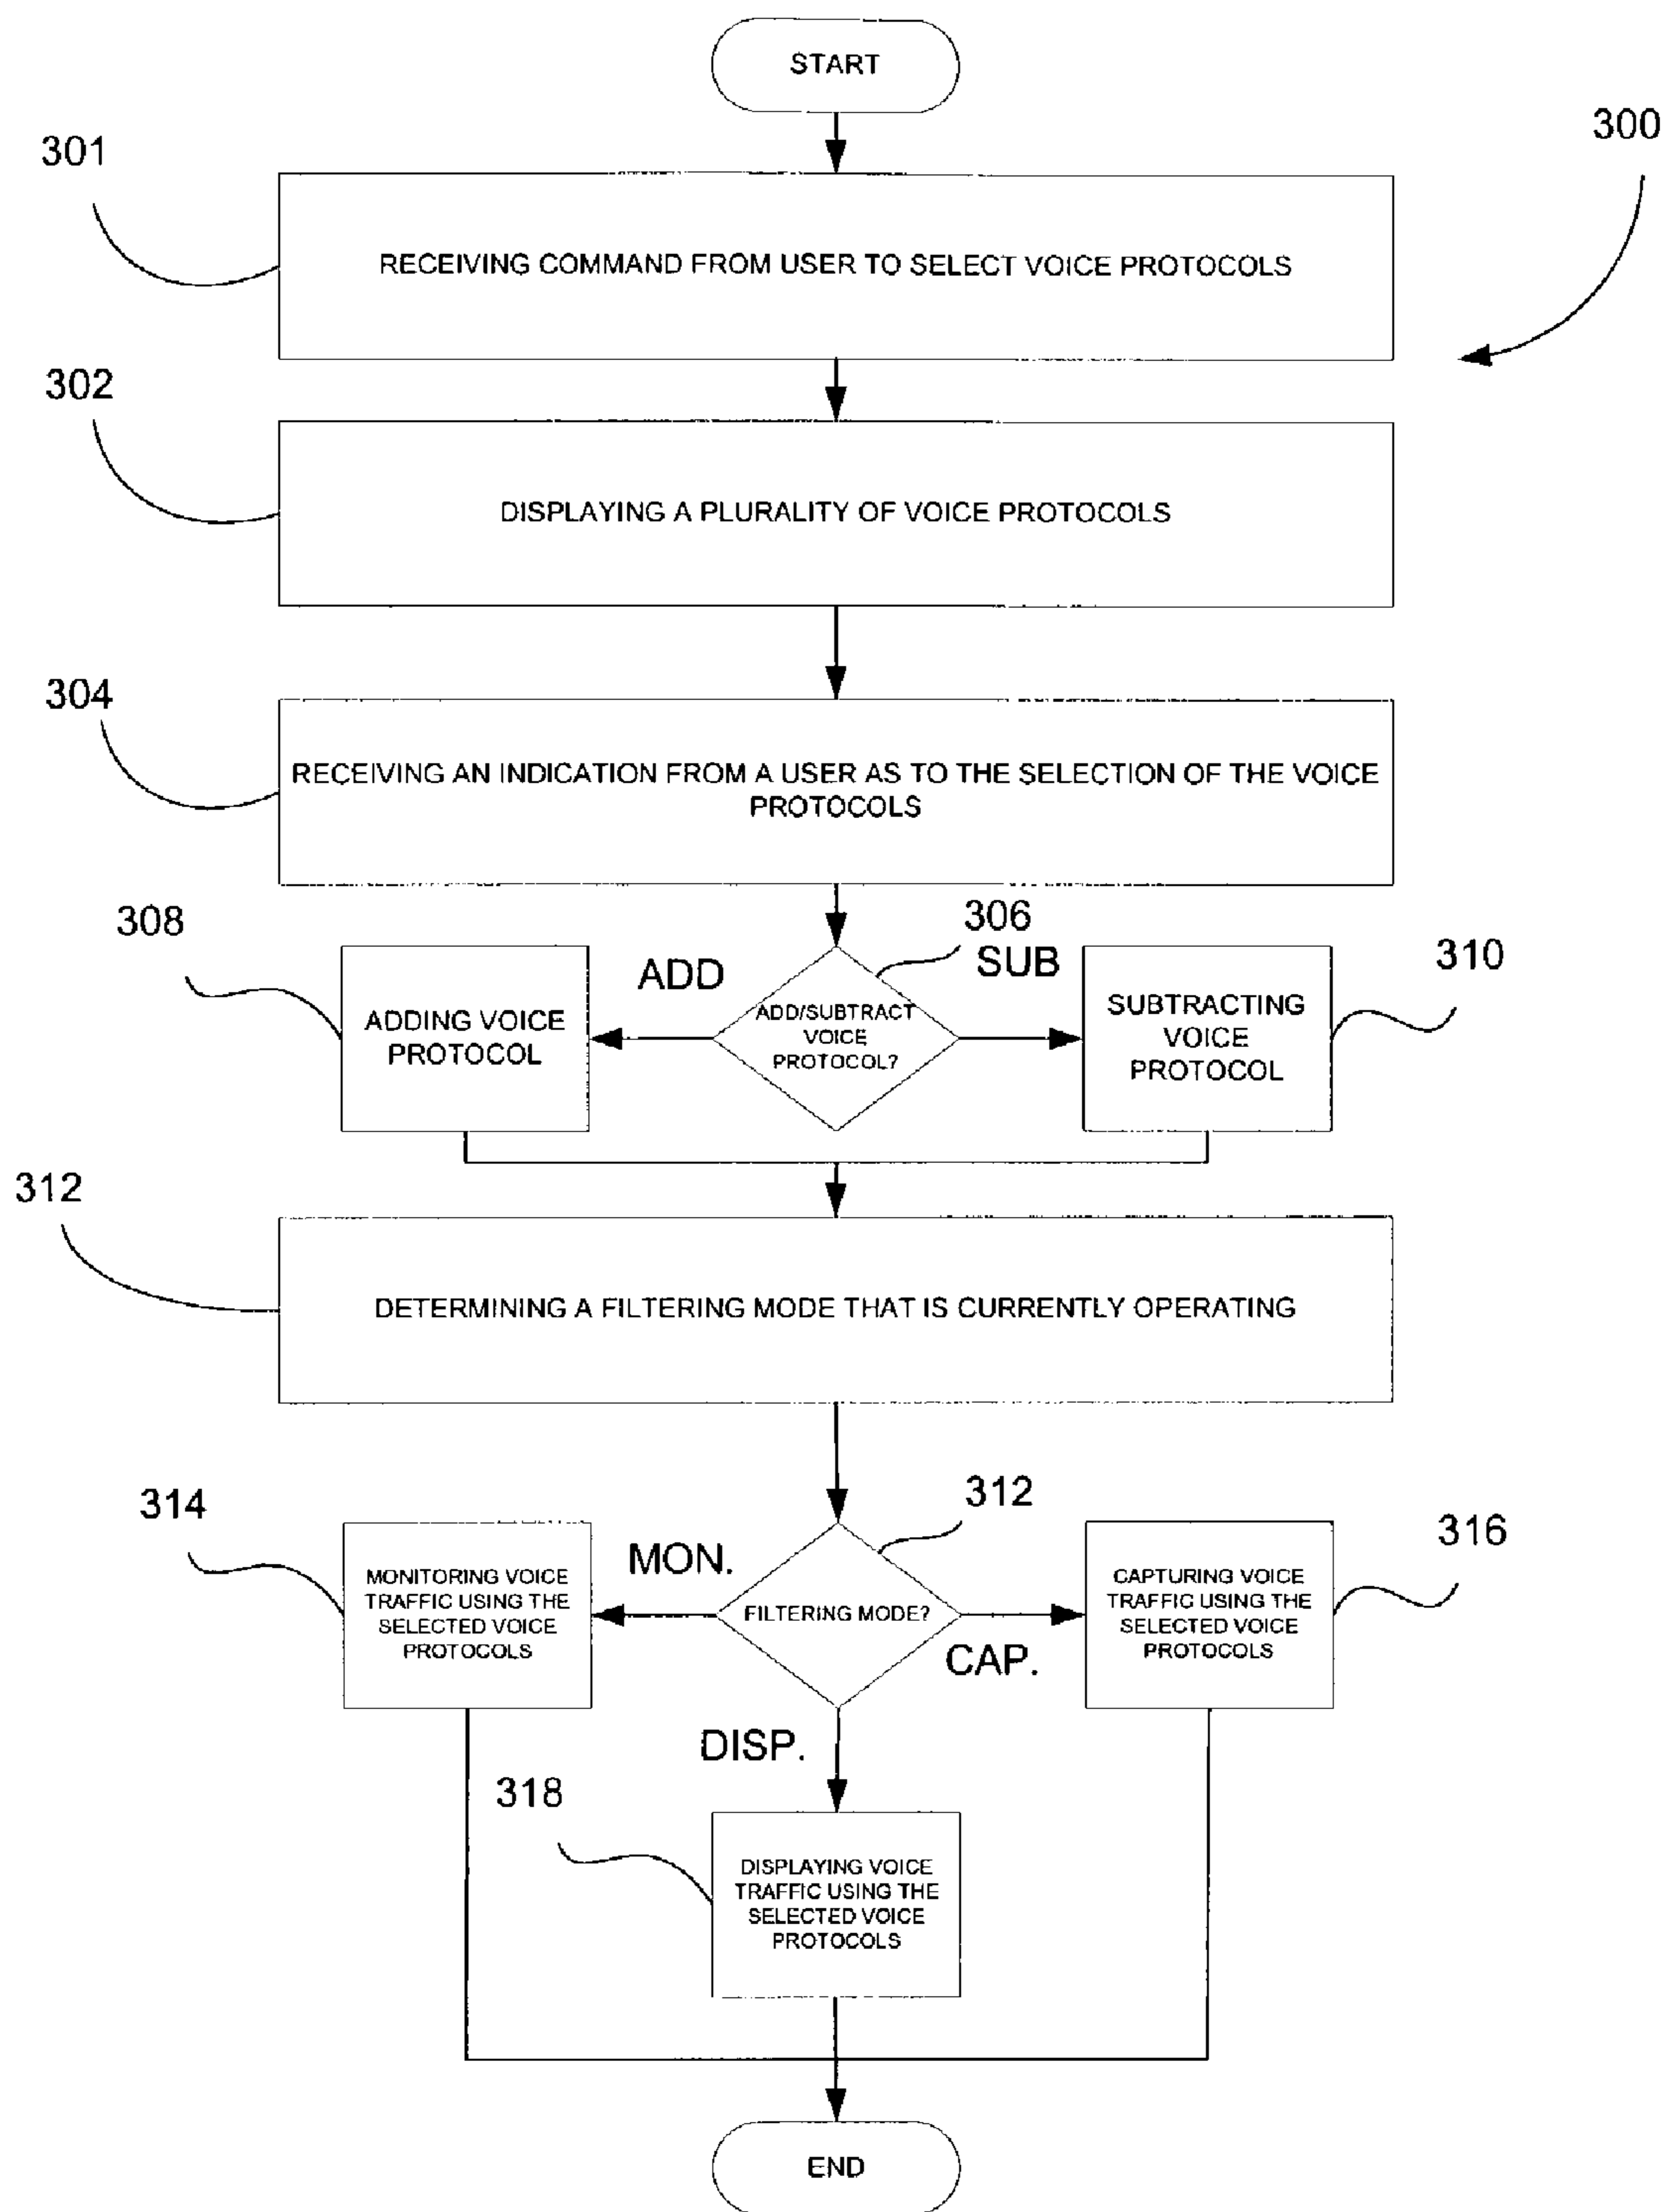 START
300
301
RECEIVING COMMAND FROM USER TO SELECT VOICE PROTOCOLS
302
DISPLAYING A PLURALITY OF VOICE PROTOCOLS
304
RECEIVING AN INDICATION FROM A USER AS TO THE SELECTION OF THE VOICE
PROTOCOLS
308
306
310
ADD
SUB
ADDING VOICE
PROTOCOL
ADD/SUBTRACT
VOICE
PROTOCOL?
SUBTRACTING
VOICE
PROTOCOL
312
DETERMINING A FILTERING MODE THAT IS CURRENTLY OPERATING
314
312
316
MON.
MONITORING VOICE
TRAFFIC USING THE
SELECTED VOICE
PROTOCOLS
FILTERING MODE?
CAPTURING VOICE
TRAFFIC USING THE
SELECTED VOICE
PROTOCOLS
CAP.
DISP.
318
DISPLAYING VOICE
TRAFFIC USING THE
SELECTED VOICE
PROTOCOLS
END